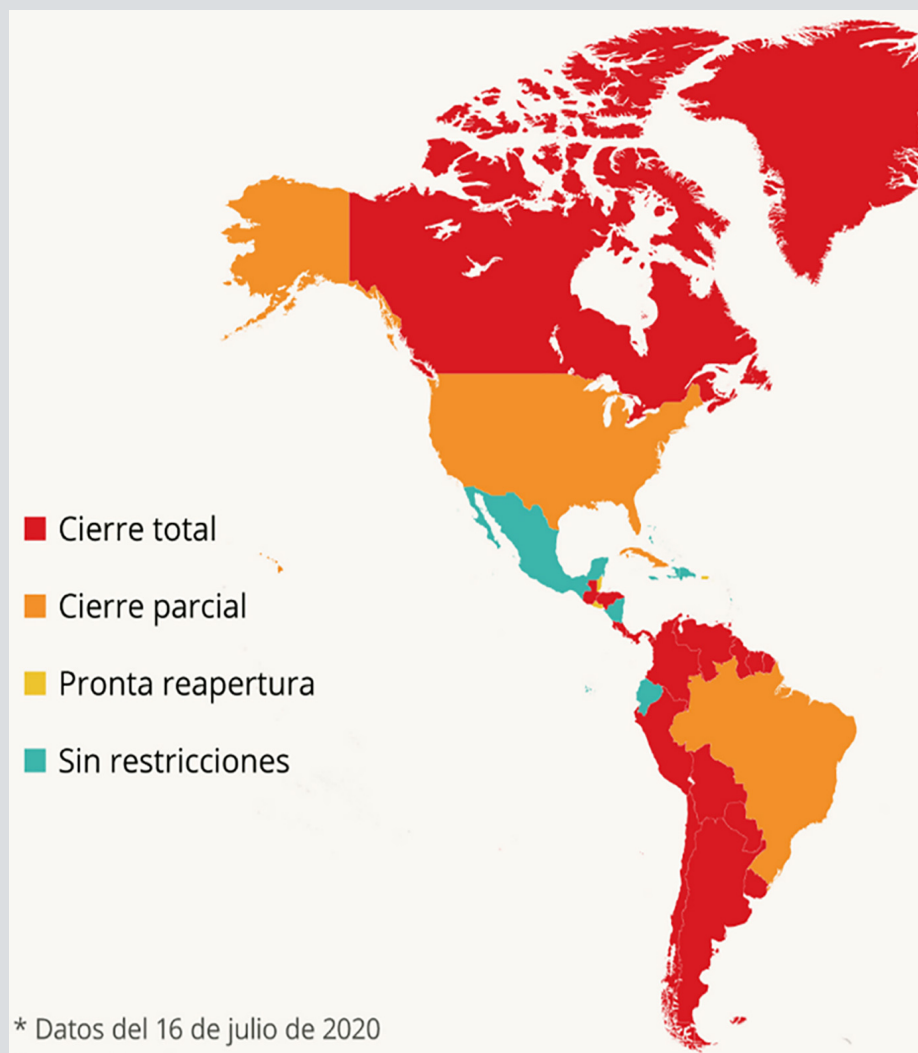 Cierre total
Cierre parcial
Pronta reapertura
Sin restricciones
* Datos del 16 de julio de 2020